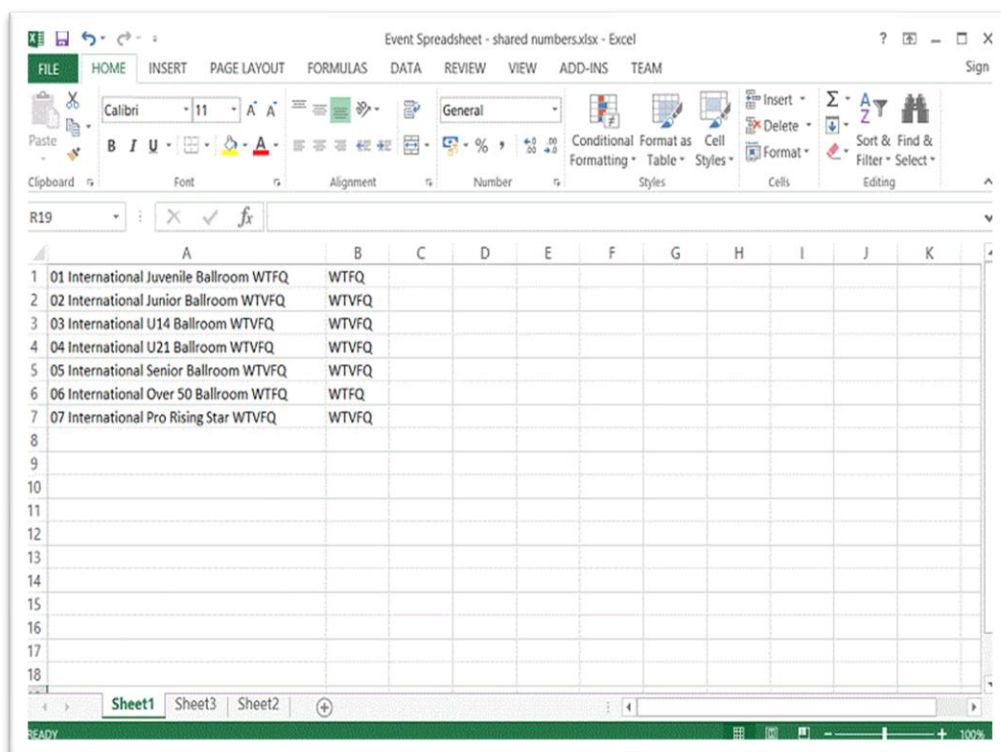 Event Spreadsheet - shared numbers.xlsx - Excel
?
FILE HOME INSERT PAGE LAYOUT FORMULAS DATA REVIEW VIEW ADD-INS TEAM Sign
Calibri 11 General Insert
Paste B I U A % , Conditional Format as Cell Delete Sort & Find &
Formatting Table Styles Format Filter Select
Clipboard Font Alignment Number Styles Cells Editing
R19 fx
A B C D E F G H I J K
1 01 International Juvenile Ballroom WTFQ WTFQ
2 02 International Junior Ballroom WTVFQ WTVFQ
3 03 International U14 Ballroom WTVFQ WTVFQ
4 04 International U21 Ballroom WTVFQ WTVFQ
5 05 International Senior Ballroom WTVFQ WTVFQ
6 06 International Over 50 Ballroom WTFQ WTFQ
7 07 International Pro Rising Star WTVFQ WTVFQ
8
9
10
11
12
13
14
15
16
17
18
Sheet1 Sheet3 Sheet2
READY 100%